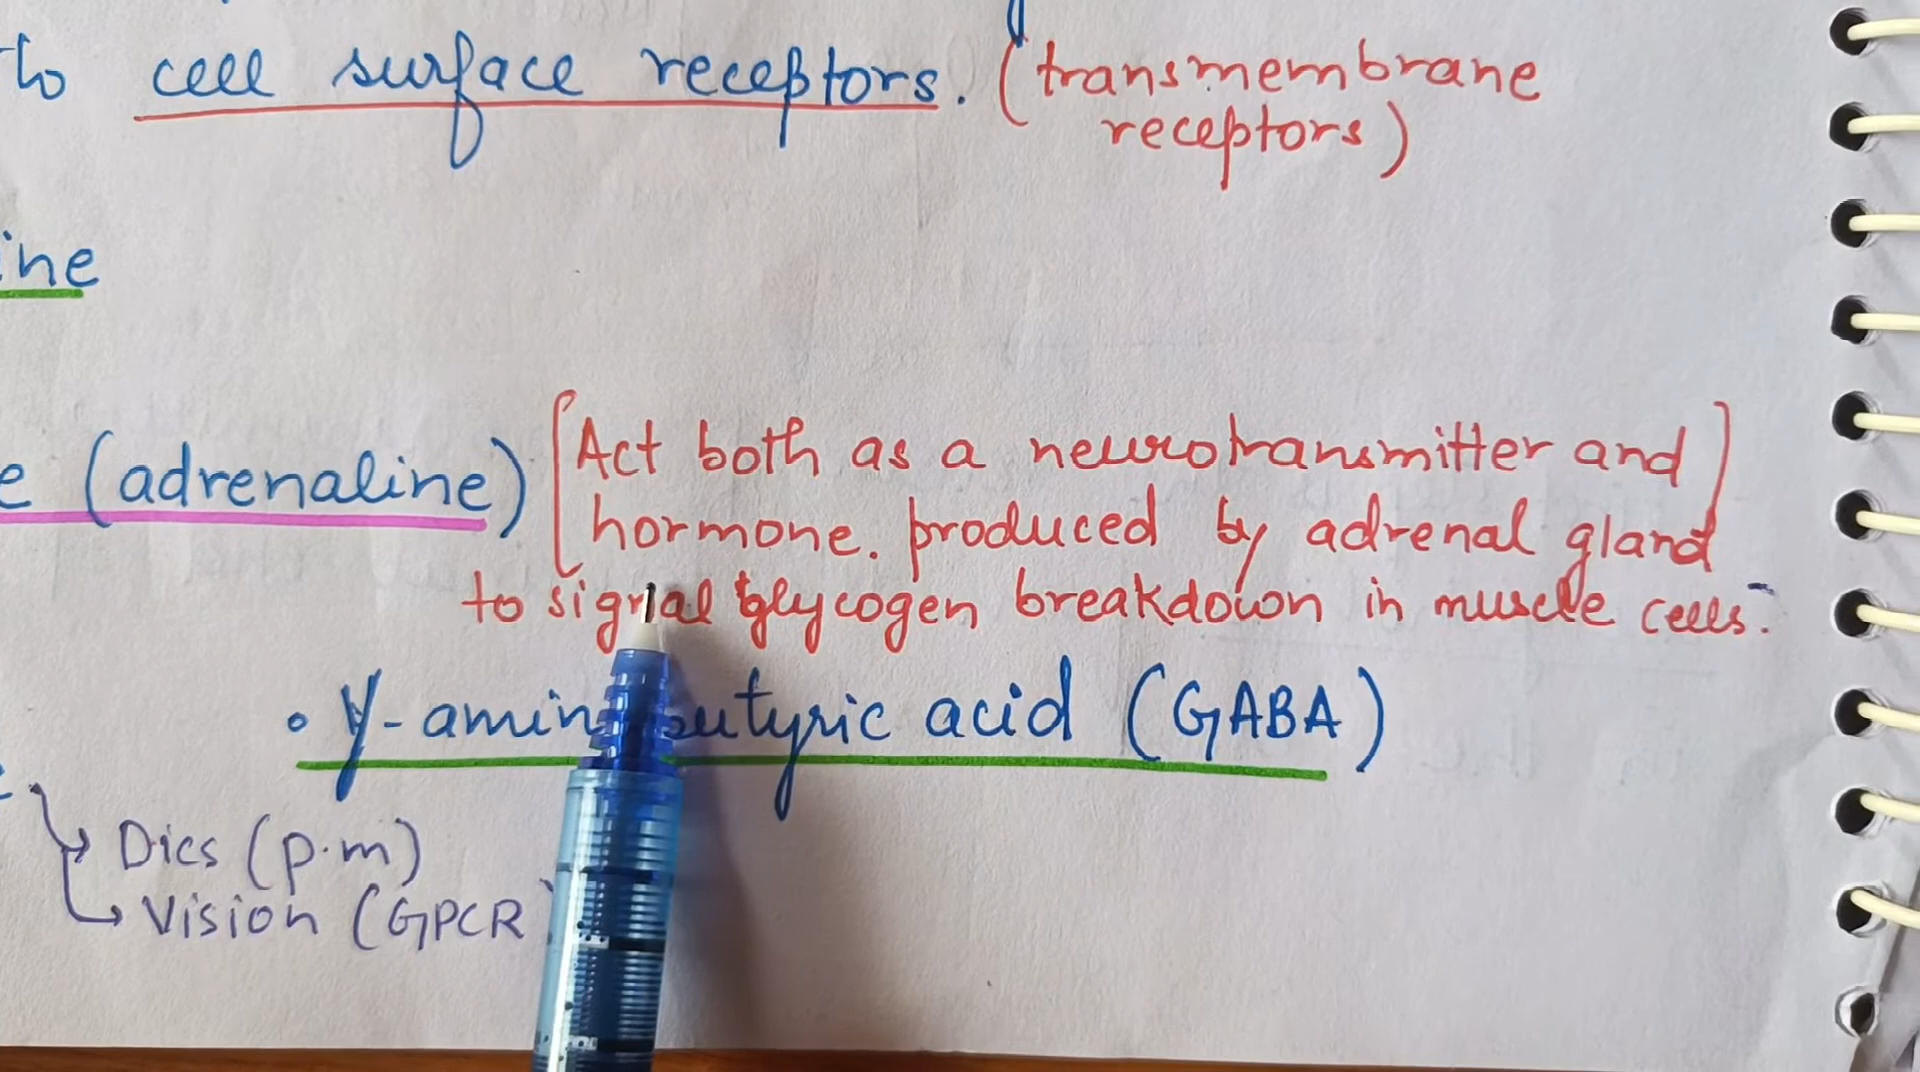 to cell surface receptors. (transmembrane
receptors)
ine
e (adrenaline) [Act both as a neurotransmitter and]
hormone. produced by adrenal gland
to signal glycogen breakdown in muscle cells.
• γ-amin utyric acid (GABA)
Dics (p.m)
Vision (GPCR